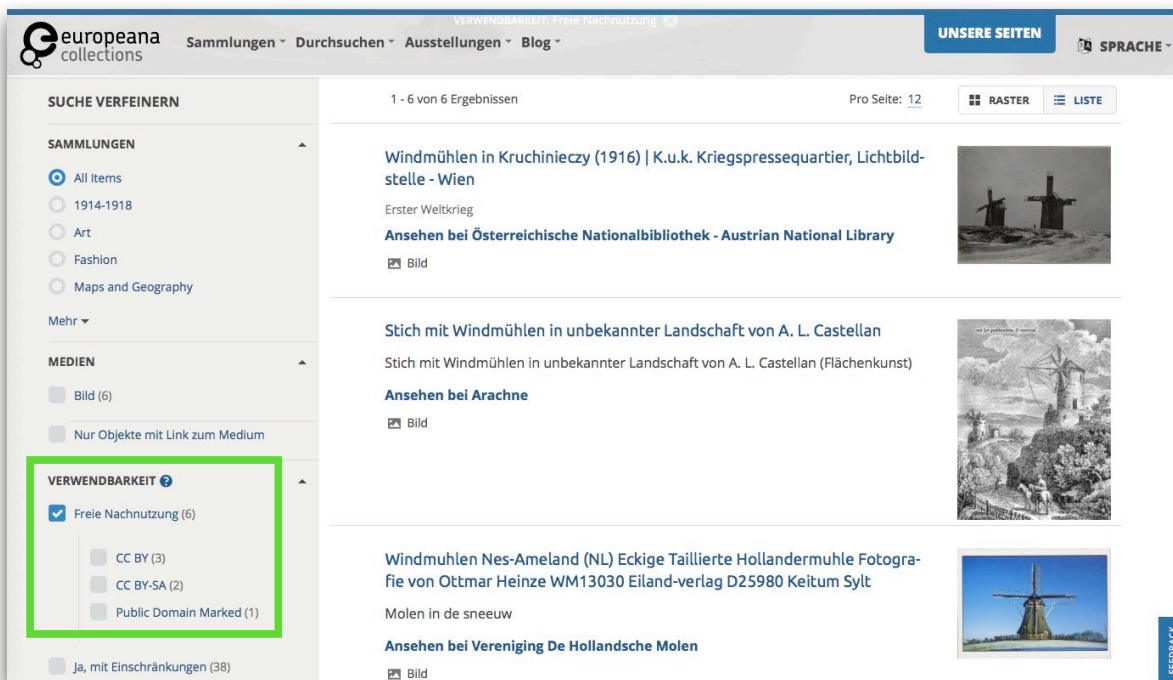 VERWENDBARKEIT: Freie Nachnutzung
europeana
collections
Sammlungen
Durchsuchen
Ausstellungen
Blog
UNSERE SEITEN
SPRACHE
SUCHE VERFEINERN
SAMMLUNGEN
All Items
1914-1918
Art
Fashion
Maps and Geography
Mehr
MEDIEN
Bild (6)
Nur Objekte mit Link zum Medium
VERWENDBARKEIT ?
Freie Nachnutzung (6)
CC BY (3)
CC BY-SA (2)
Public Domain Marked (1)
Ja, mit Einschränkungen (38)
1 - 6 von 6 Ergebnissen
Pro Seite: 12
RASTER
LISTE
Windmühlen in Kruchinieczy (1916) | K.u.k. Kriegspressequartier, Lichtbild-
stelle - Wien
Erster Weltkrieg
Ansehen bei Österreichische Nationalbibliothek - Austrian National Library
Bild
Stich mit Windmühlen in unbekannter Landschaft von A. L. Castellan
Stich mit Windmühlen in unbekannter Landschaft von A. L. Castellan (Flächenkunst)
Ansehen bei Arachne
Bild
Windmuhlen Nes-Ameland (NL) Eckige Taillierte Hollandermuhle Fotogra-
fie von Ottmar Heinze WM13030 Eiland-verlag D25980 Keitum Sylt
Molen in de sneeuw
Ansehen bei Vereniging De Hollandsche Molen
Bild
FEEDBACK